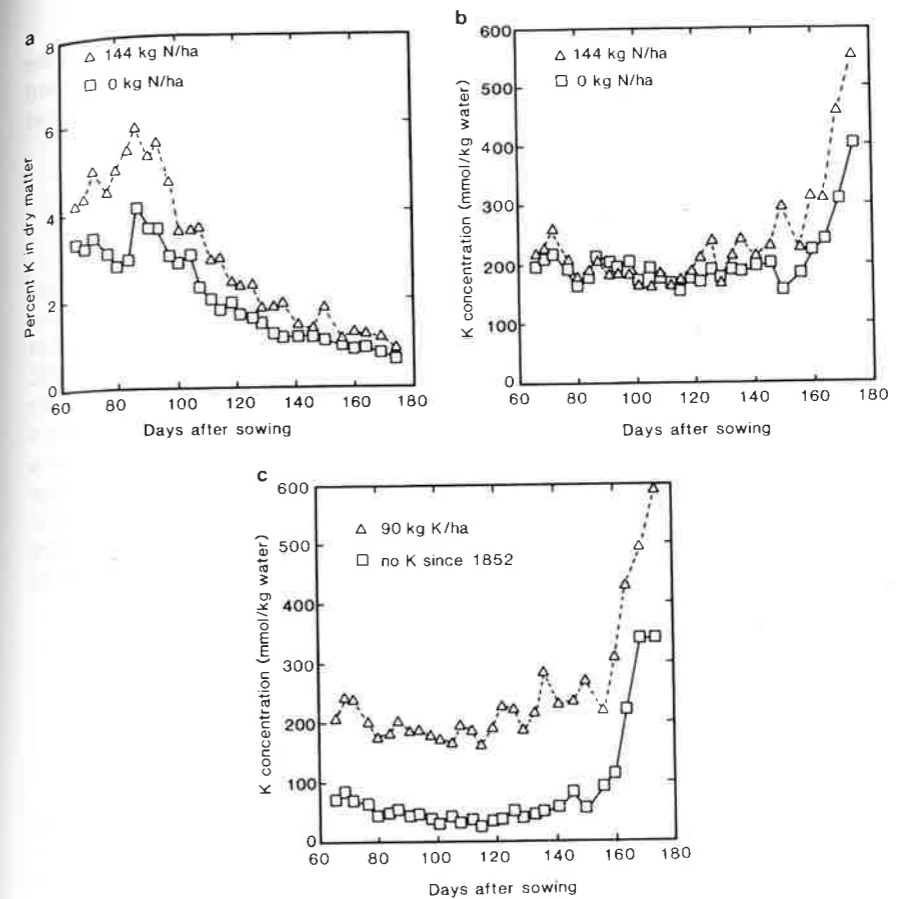 a
8
6
4
2
0
Percent K in dry matter
△ 144 kg N/ha
□ 0 kg N/ha
60 80 100 120 140 160 180
Days after sowing
b
600
500
400
300
200
100
0
K concentration (mmol/kg water)
△ 144 kg N/ha
□ 0 kg N/ha
60 80 100 120 140 160 180
Days after sowing
c
600
500
400
300
200
100
0
K concentration (mmol/kg water)
△ 90 kg K/ha
□ no K since 1852
60 80 100 120 140 160 180
Days after sowing